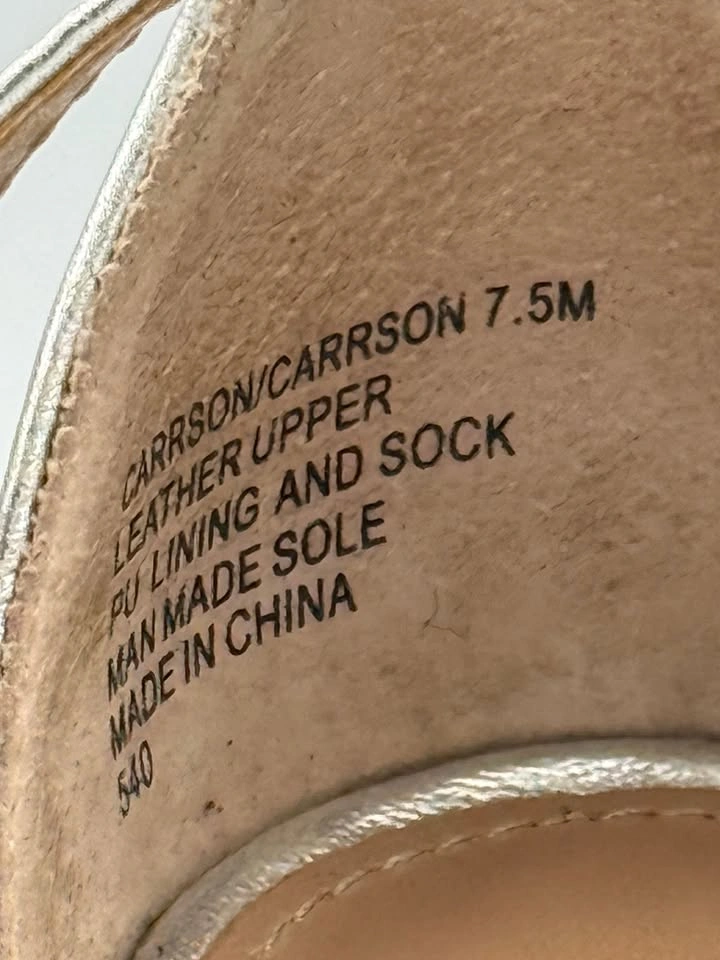 CARRSON/CARRSON 7.5M
LEATHER UPPER
PU LINING AND SOCK
MAN MADE SOLE
MADE IN CHINA
540